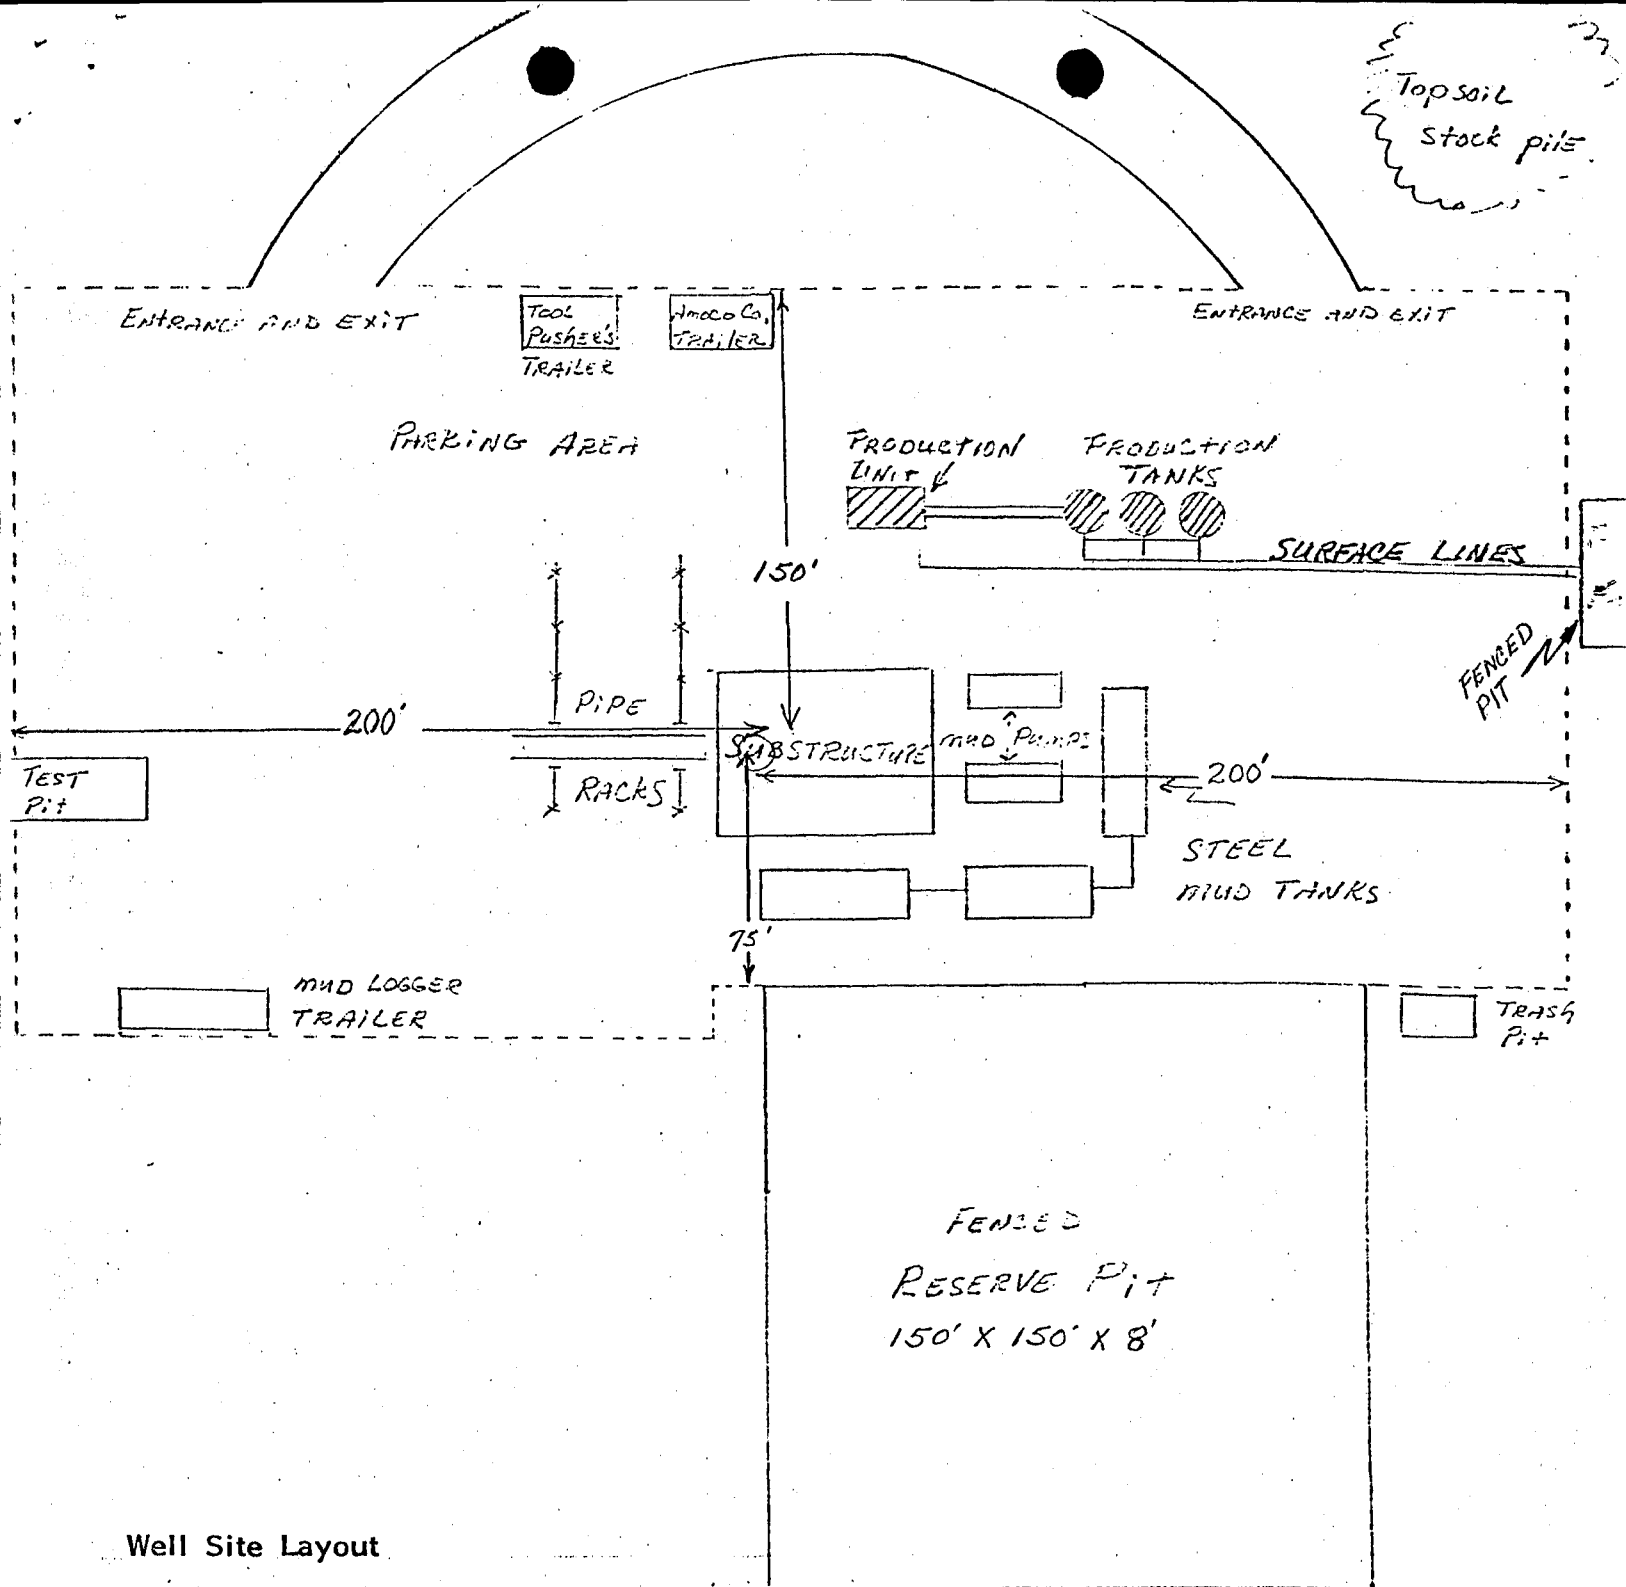 Topsoil
Stock pile
ENTRANCE AND EXIT
TOOL
PUSHER'S
TRAILER
Amoco Co.
TRAILER
ENTRANCE AND EXIT
PARKING AREA
PRODUCTION
UNIT
PRODUCTION
TANKS
SURFACE LINES
150'
FENCED
PIT
PIPE
200'
SUBSTRUCTURE
MUD PUMPS
200'
TEST
Pit
RACKS
STEEL
MUD TANKS
75'
MUD LOGGER
TRAILER
TRASH
Pit
FENCED
RESERVE Pit
150' X 150' X 8'
Well Site Layout